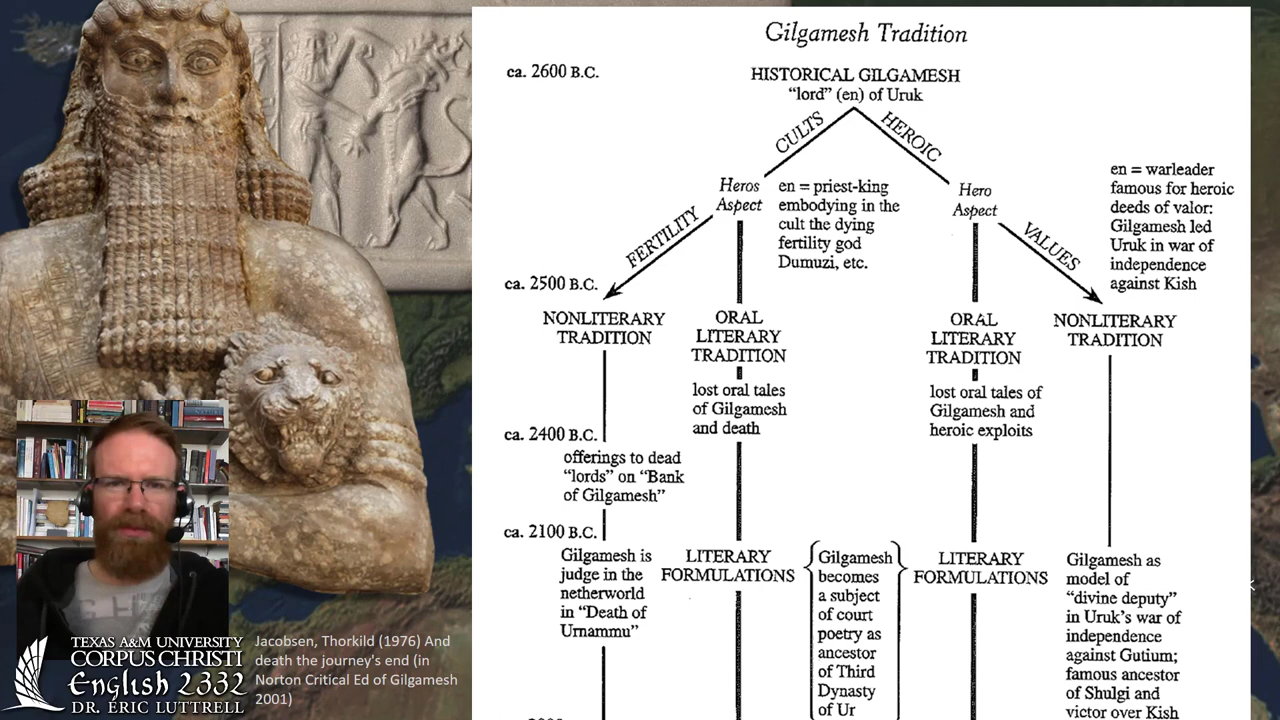 Gilgamesh Tradition
ca. 2600 B.C.
HISTORICAL GILGAMESH
"lord" (en) of Uruk
CULTS
HEROIC
Heros
Aspect
en = priest-king
embodying in the
cult the dying
fertility god
Dumuzi, etc.
Hero
Aspect
en = warleader
famous for heroic
deeds of valor:
Gilgamesh led
Uruk in war of
independence
against Kish
FERTILITY
VALUES
ca. 2500 B.C.
NONLITERARY
TRADITION
ORAL
LITERARY
TRADITION
ORAL
LITERARY
TRADITION
NONLITERARY
TRADITION
lost oral tales
of Gilgamesh
and death
lost oral tales of
Gilgamesh and
heroic exploits
ca. 2400 B.C.
offerings to dead
"lords" on "Bank
of Gilgamesh"
ca. 2100 B.C.
Gilgamesh is
judge in the
netherworld
in "Death of
Urnammu"
LITERARY
FORMULATIONS
Gilgamesh
becomes
a subject
of court
poetry as
ancestor
of Third
Dynasty
of Ur
LITERARY
FORMULATIONS
Gilgamesh as
model of
"divine deputy"
in Uruk's war of
independence
against Gutium;
famous ancestor
of Shulgi and
victor over Kish
TEXAS A&M UNIVERSITY
CORPUS CHRISTI
English 2332
DR. ERIC LUTTRELL
Jacobsen, Thorkild (1976) And
death the journey's end (in
Norton Critical Ed of Gilgamesh
2001)